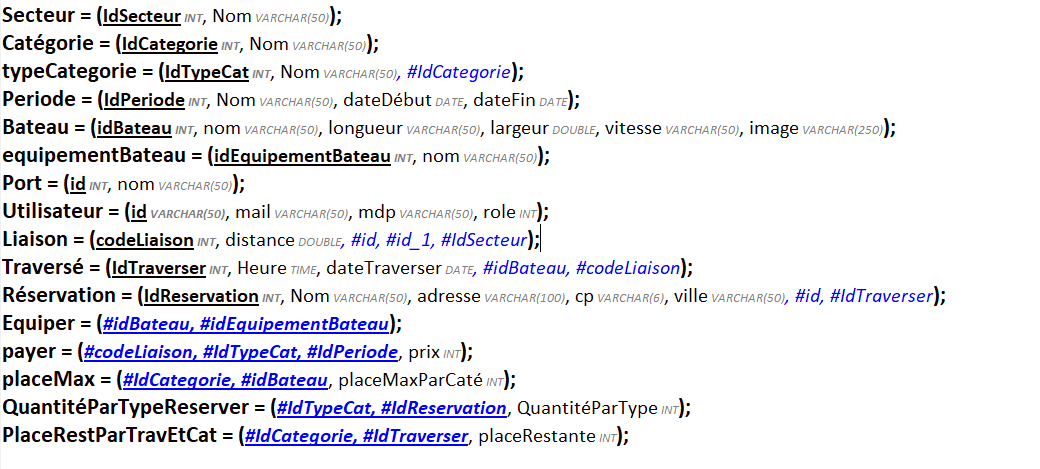 Secteur = (IdSecteur INT, Nom VARCHAR(50));
Catégorie = (IdCategorie INT, Nom VARCHAR(50));
typeCategorie = (IdTypeCat INT, Nom VARCHAR(50), #IdCategorie);
Periode = (IdPeriode INT, Nom VARCHAR(50), dateDébut DATE, dateFin DATE);
Bateau = (idBateau INT, nom VARCHAR(50), longueur VARCHAR(50), largeur DOUBLE, vitesse VARCHAR(50), image VARCHAR(250));
equipementBateau = (idEquipementBateau INT, nom VARCHAR(50));
Port = (id INT, nom VARCHAR(50));
Utilisateur = (id VARCHAR(50), mail VARCHAR(50), mdp VARCHAR(50), role INT);
Liaison = (codeLiaison INT, distance DOUBLE, #id, #id_1, #IdSecteur);
Traversé = (IdTraverser INT, Heure TIME, dateTraverser DATE, #idBateau, #codeLiaison);
Réservation = (IdReservation INT, Nom VARCHAR(50), adresse VARCHAR(100), cp VARCHAR(6), ville VARCHAR(50), #id, #IdTraverser);
Equiper = (#idBateau, #idEquipementBateau);
payer = (#codeLiaison, #IdTypeCat, #IdPeriode, prix INT);
placeMax = (#IdCategorie, #idBateau, placeMaxParCaté INT);
QuantitéParTypeReserver = (#IdTypeCat, #IdReservation, QuantitéParType INT);
PlaceRestParTravEtCat = (#IdCategorie, #IdTraverser, placeRestante INT);